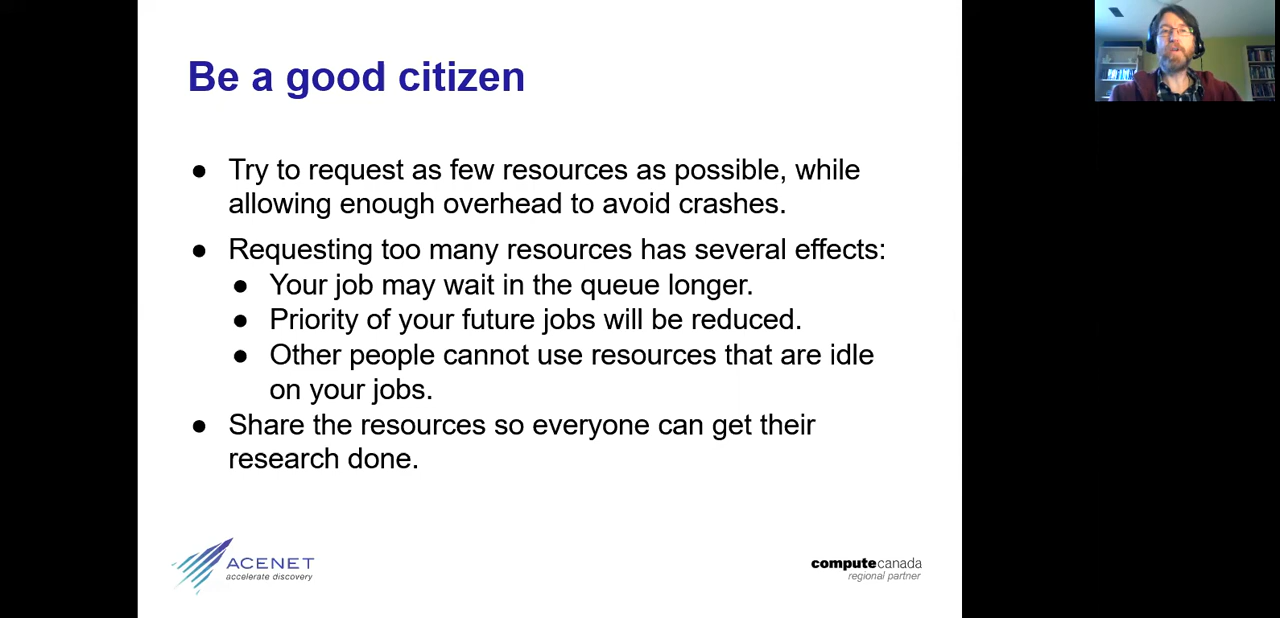 Be a good citizen
● Try to request as few resources as possible, while
allowing enough overhead to avoid crashes.
● Requesting too many resources has several effects:
● Your job may wait in the queue longer.
● Priority of your future jobs will be reduced.
● Other people cannot use resources that are idle
on your jobs.
● Share the resources so everyone can get their
research done.
ACENET
accelerate discovery
computecanada
regional partner